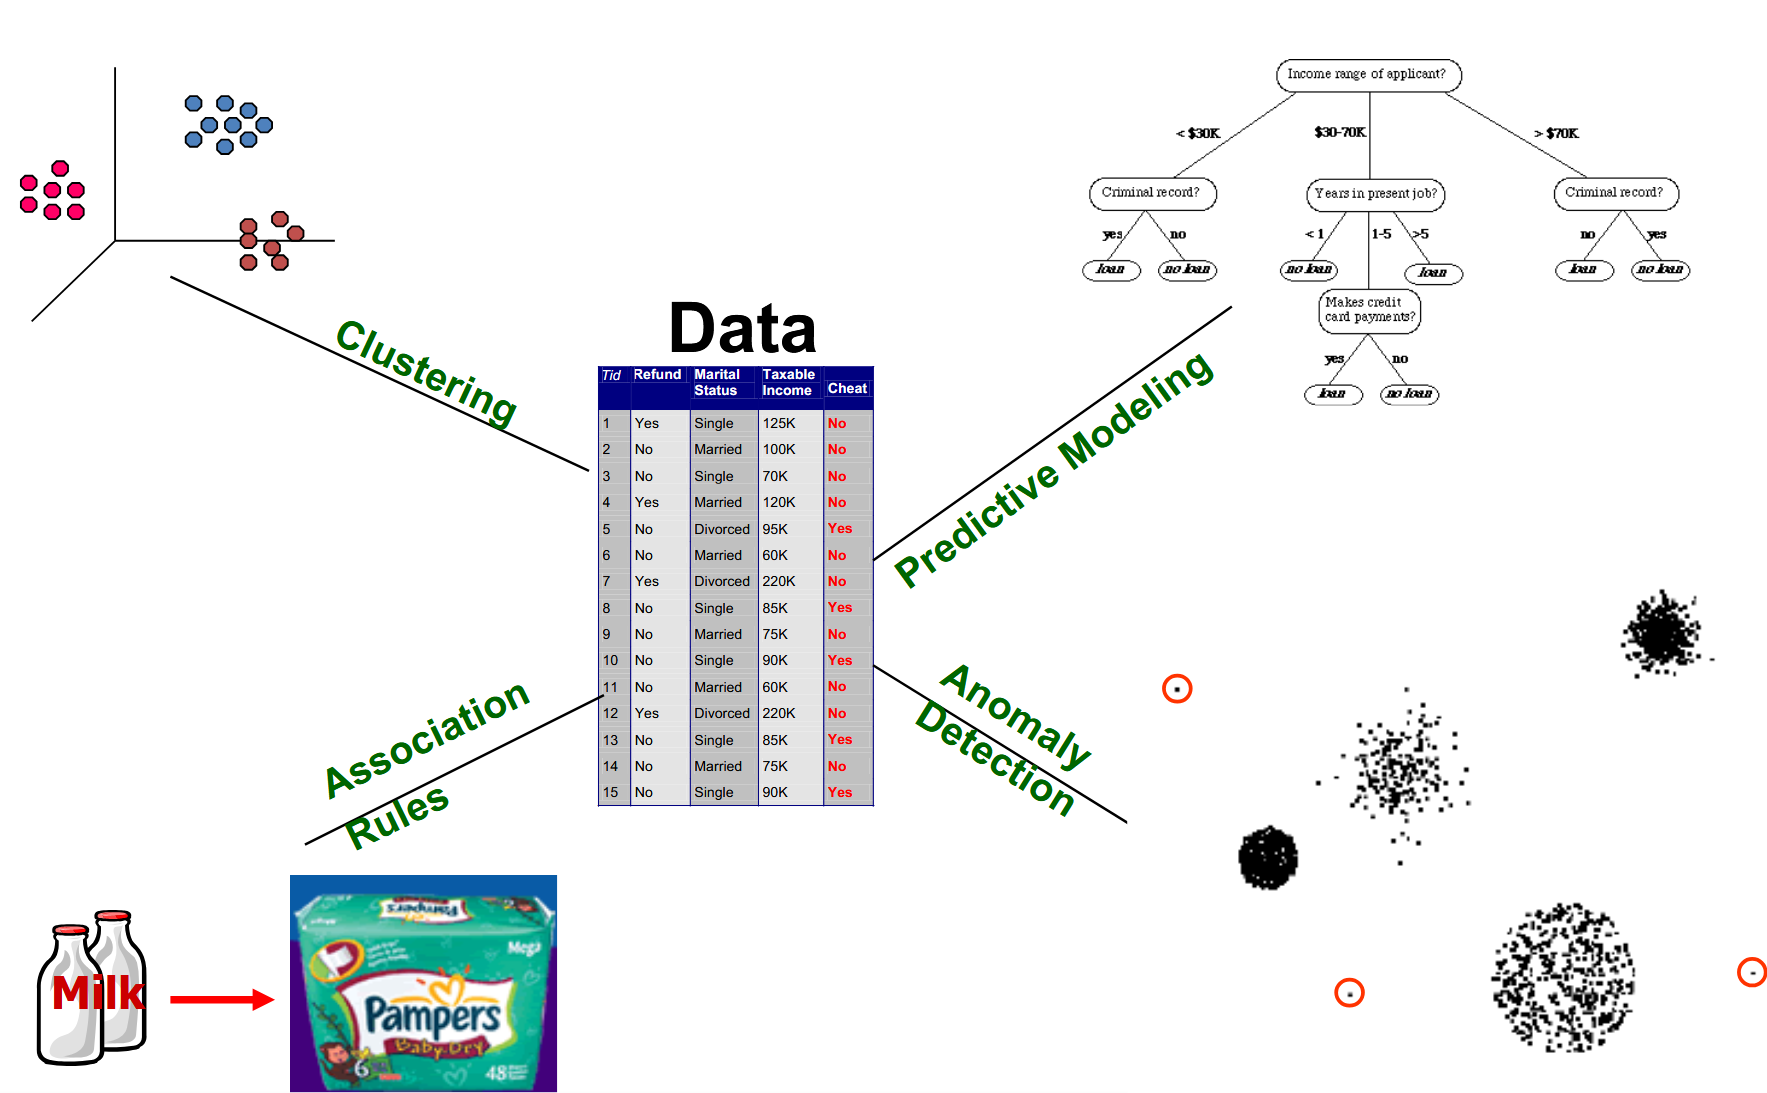 Income range of applicant?
< $30K
$30-70K
> $70K
Criminal record?
Years in present job?
Criminal record?
yes
no
< 1
1-5
>5
no
yes
loan
no loan
no loan
loan
loan
no loan
Makes credit
card payments?
yes
no
loan
no loan
Clustering
Data
Predictive Modeling
Tid Refund Marital Status Taxable Income Cheat
1 Yes Single 125K No
2 No Married 100K No
3 No Single 70K No
4 Yes Married 120K No
5 No Divorced 95K Yes
6 No Married 60K No
7 Yes Divorced 220K No
8 No Single 85K Yes
9 No Married 75K No
10 No Single 90K Yes
11 No Married 60K No
12 Yes Divorced 220K No
13 No Single 85K Yes
14 No Married 75K No
15 No Single 90K Yes
Association
Rules
Anomaly
Detection
Milk
Pampers
Mega
Pampers
Baby-Dry
6
48